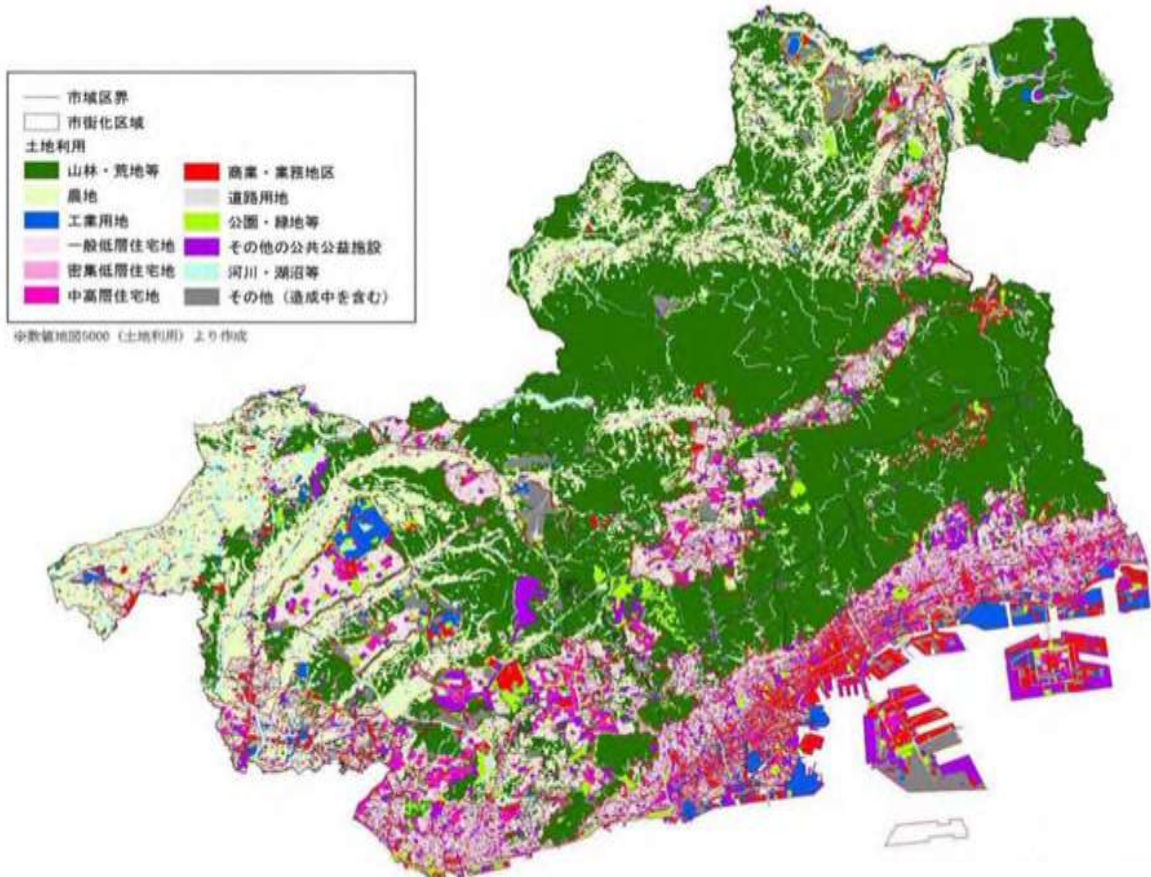 市域区界
市街化区域
土地利用
山林・荒地等
農地
工業用地
一般低層住宅地
密集低層住宅地
中高層住宅地
商業・業務地区
道路用地
公園・緑地等
その他の公共公益施設
河川・湖沼等
その他（造成中を含む）
※数値地図5000（土地利用）より作成